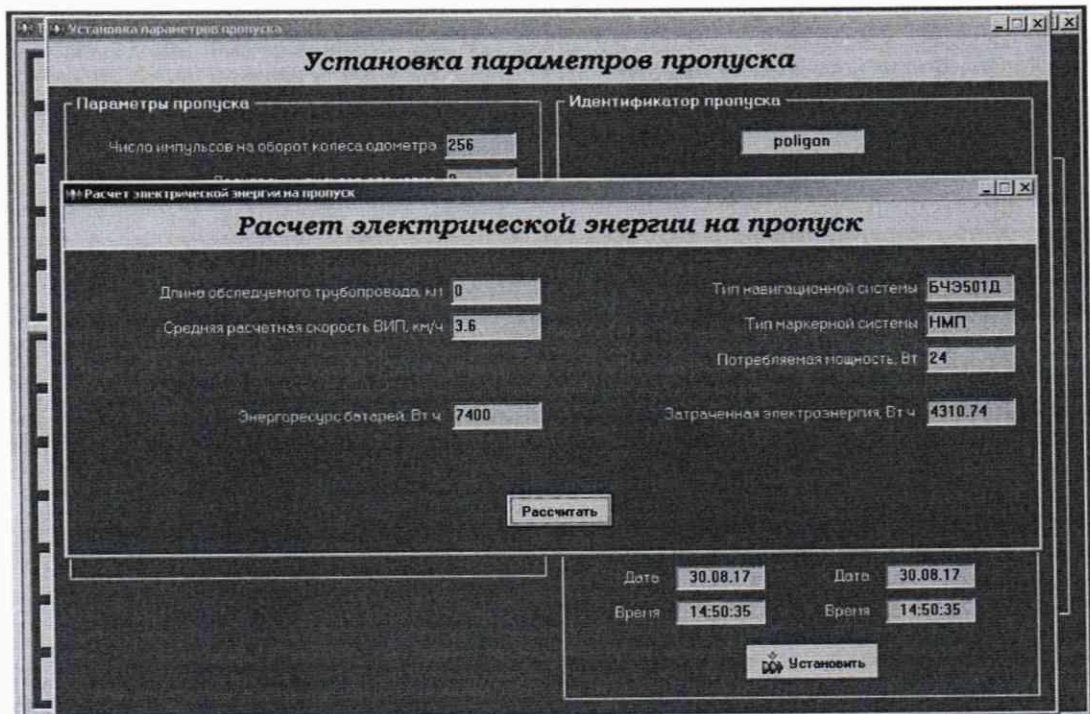 Установка параметров пропуска
Установка параметров пропуска
Параметры пропуска
Число импульсов на оборот колеса одометра 256
Идентификатор пропуска
poligon
Расчет электрической энергии на пропуск
Расчет электрической энергии на пропуск
Длина обследуемого трубопровода, км 0
Средняя расчетная скорость ВИП, км/ч 3.6
Энергоресурс батарей, Вт ч 7400
Тип навигационной системы БЧЭ501Д
Тип маркерной системы НМП
Потребляемая мощность, Вт 24
Затраченная электроэнергия, Вт ч 4310.74
Рассчитать
Дата 30.08.17 Дата 30.08.17
Время 14:50:35 Время 14:50:35
Установить